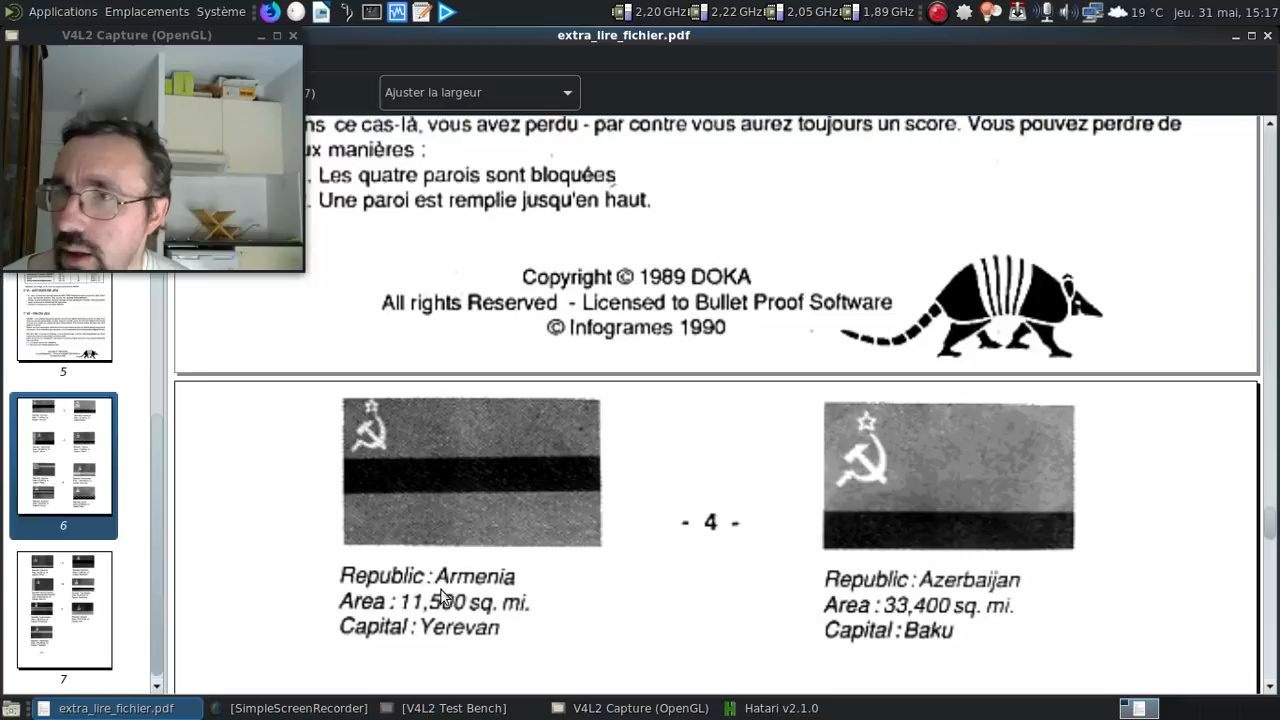 Applications Emplacements Système
2,20 GHz 2,22 GHz 2,05 GHz 1,89 GHz
19 °C jeu. 31 mai, 15:17
V4L2 Capture (OpenGL)
extra_lire_fichier.pdf
7)
Ajuster la largeur
ns ce cas-là, vous avez perdu - par contre vous aurez toujours un score. Vous pouvez perdre de
ux manières :
. Les quatre parois sont bloquées
. Une paroi est remplie jusqu'en haut.
Copyright © 1989 DOKA
All rights Reserved - Licensed to Bullet Proof Software
© Infogrames 1990
5
6
7
- 4 -
Republic : Armenia
Area : 11,500 sq. mi.
Capital : Yerevan
Republic : Azerbaijan
Area : 33,400 sq. mi.
Capital : Baku
extra_lire_fichier.pdf
[SimpleScreenRecorder]
[V4L2 Test Bench]
V4L2 Capture (OpenGL)
Hatari v2.1.0